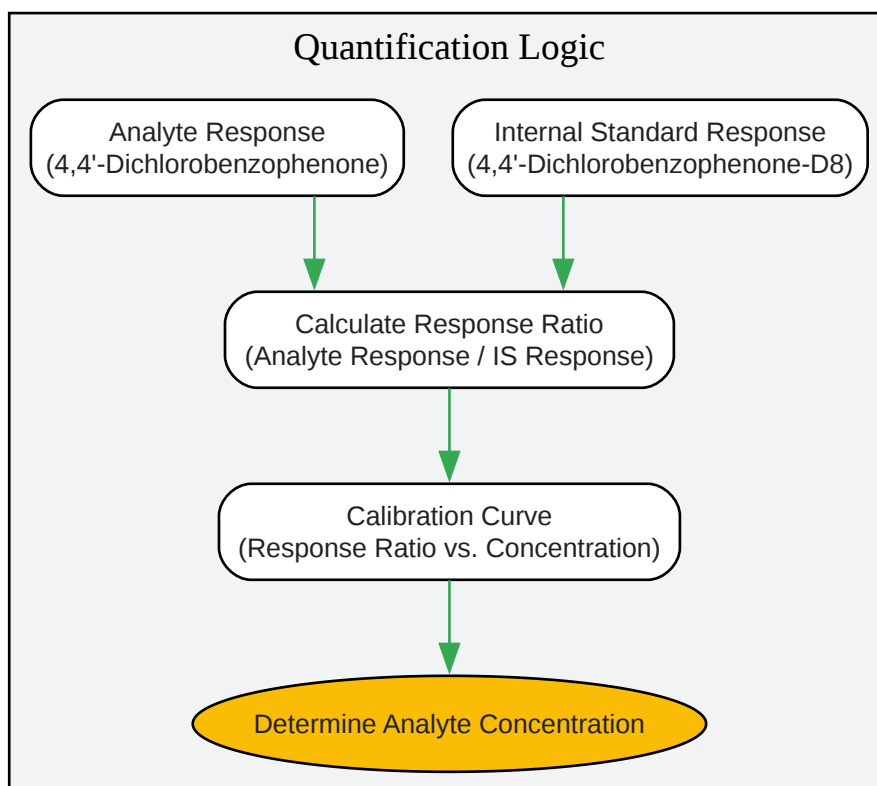 Quantification Logic
Analyte Response
(4,4'-Dichlorobenzophenone)
Internal Standard Response
(4,4'-Dichlorobenzophenone-D8)
Calculate Response Ratio
(Analyte Response / IS Response)
Calibration Curve
(Response Ratio vs. Concentration)
Determine Analyte Concentration